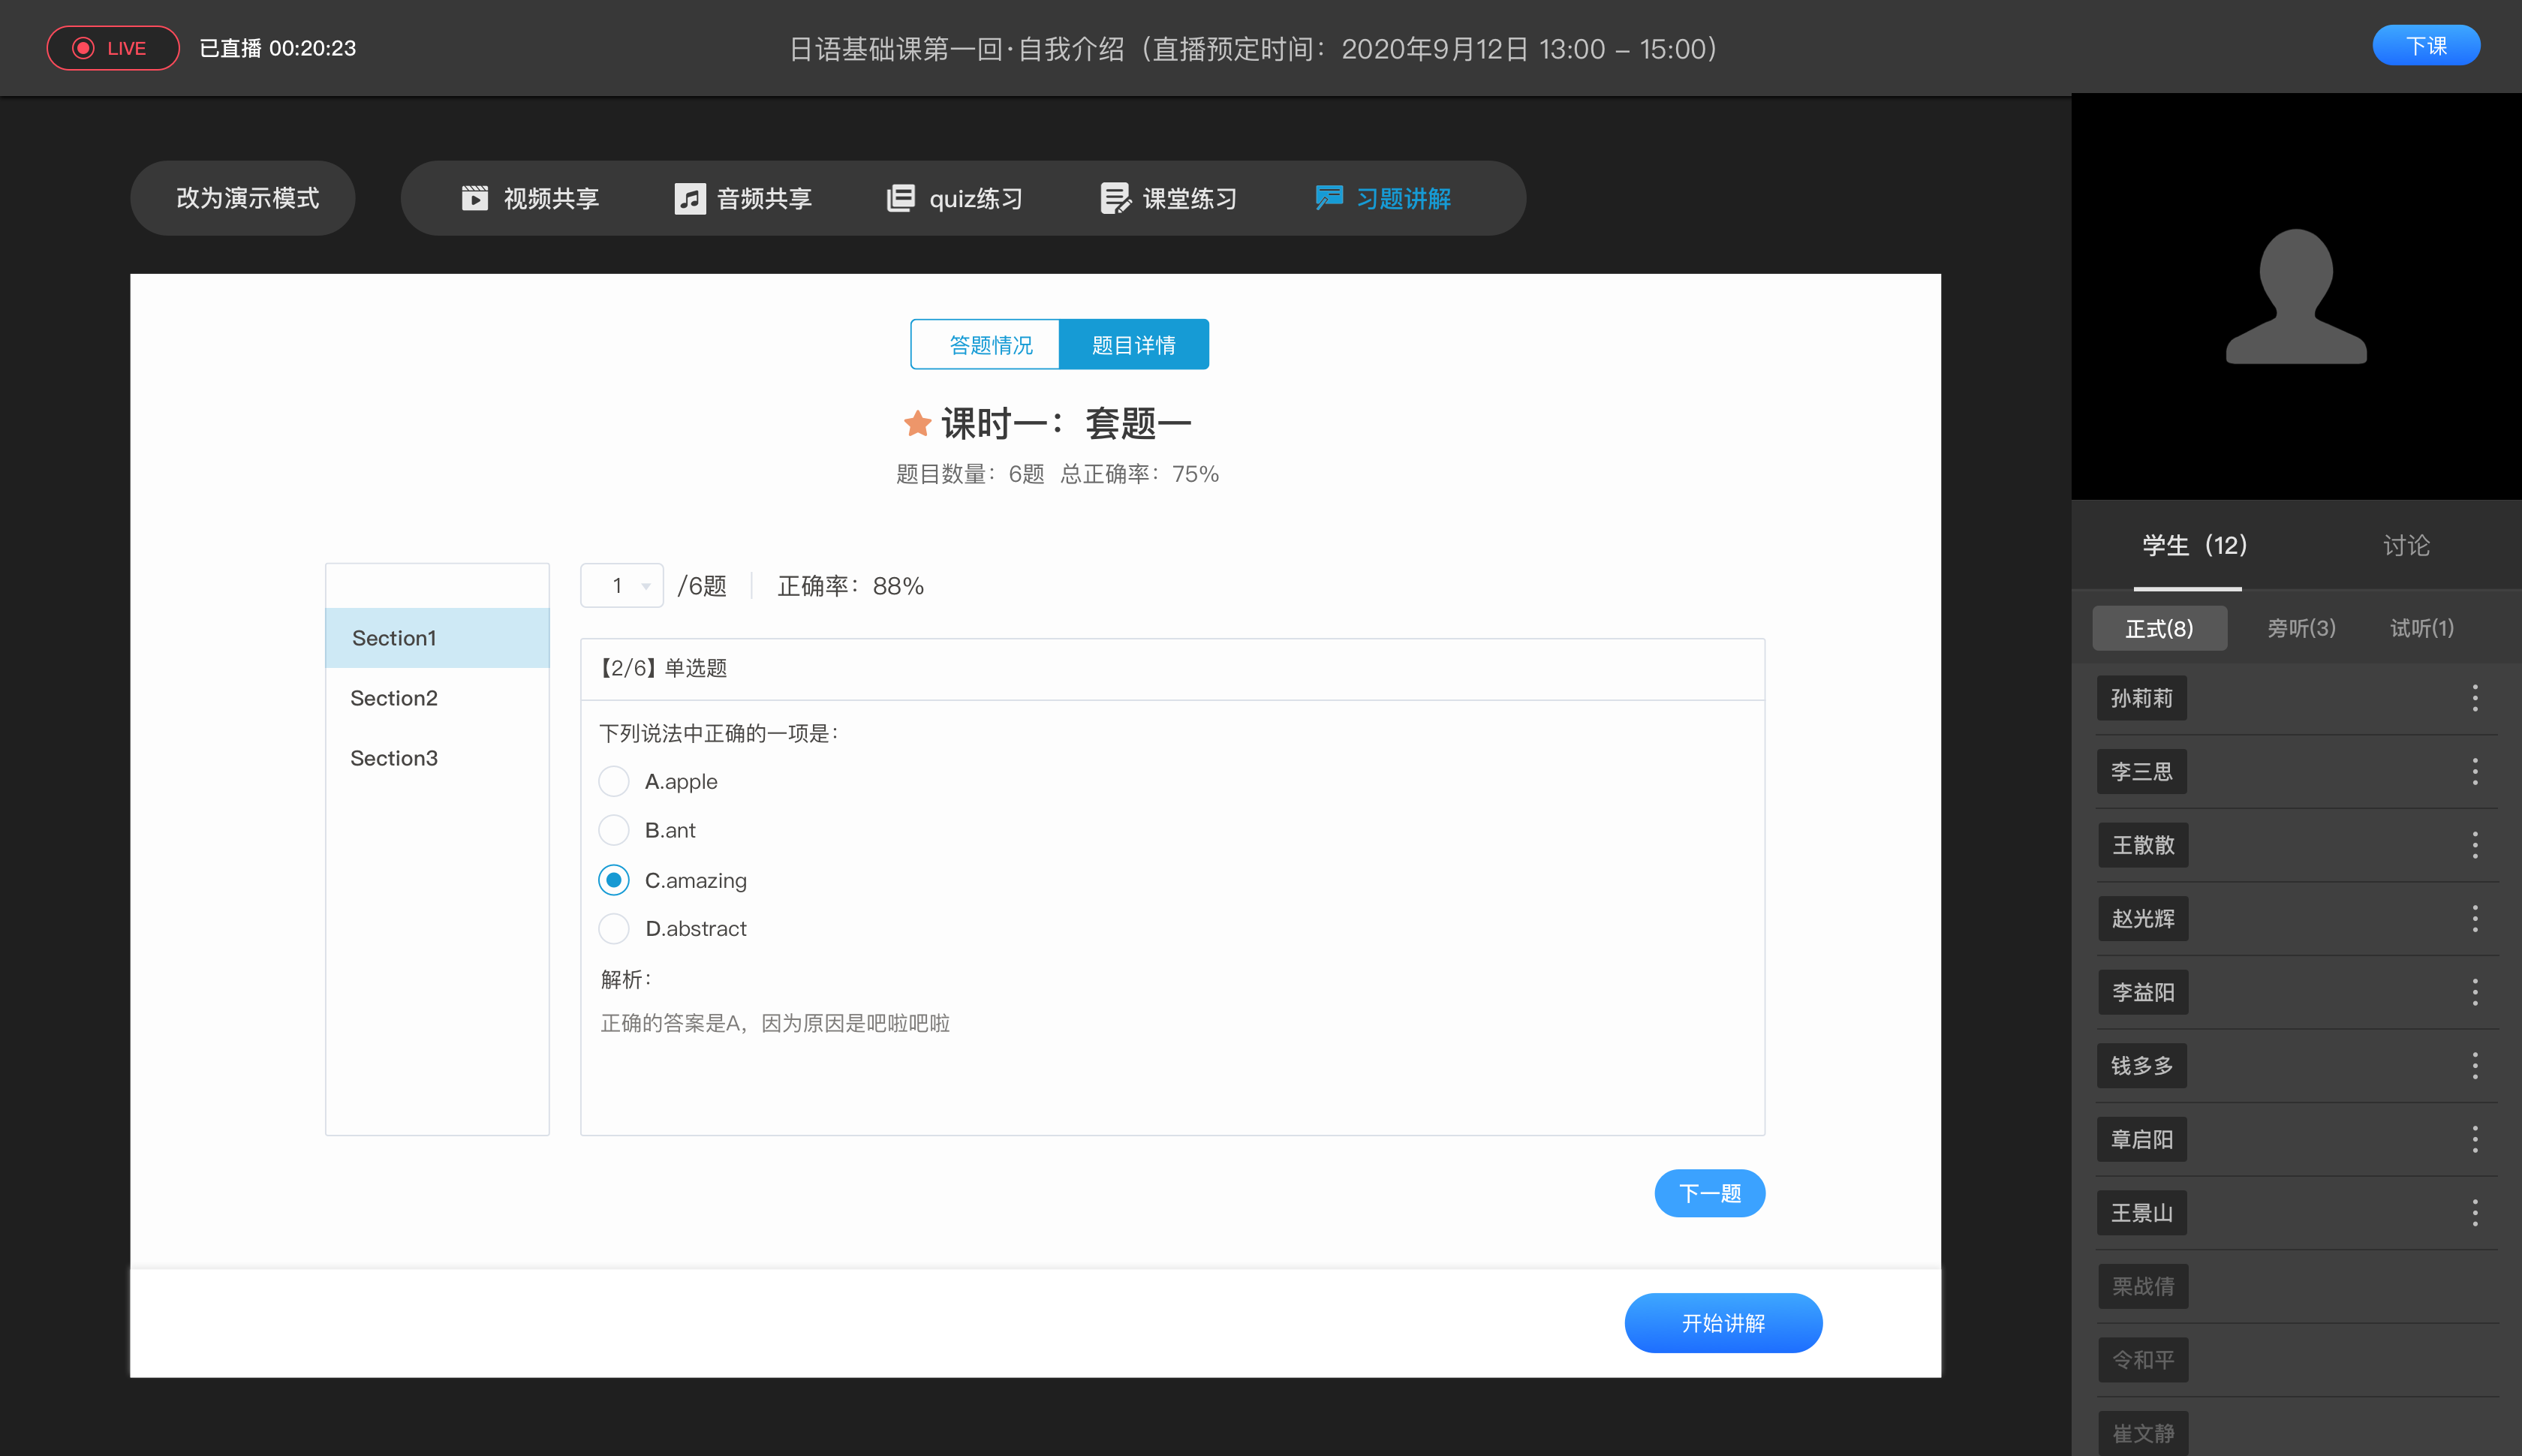 LIVE 已直播 00:20:23 日语基础课第一回·自我介绍（直播预定时间：2020年9月12日 13:00 – 15:00） 下课
改为演示模式 视频共享 音频共享 quiz练习 课堂练习 习题讲解
答题情况 题目详情
课时一：套题一
题目数量：6题 总正确率：75%
1 /6题 正确率：88%
Section1
Section2
Section3
【2/6】单选题
下列说法中正确的一项是：
A.apple
B.ant
C.amazing
D.abstract
解析：
正确的答案是A，因为原因是吧啦吧啦
下一题
开始讲解
学生（12） 讨论
正式(8) 旁听(3) 试听(1)
孙莉莉
李三思
王散散
赵光辉
李益阳
钱多多
章启阳
王景山
栗战倩
令和平
崔文静